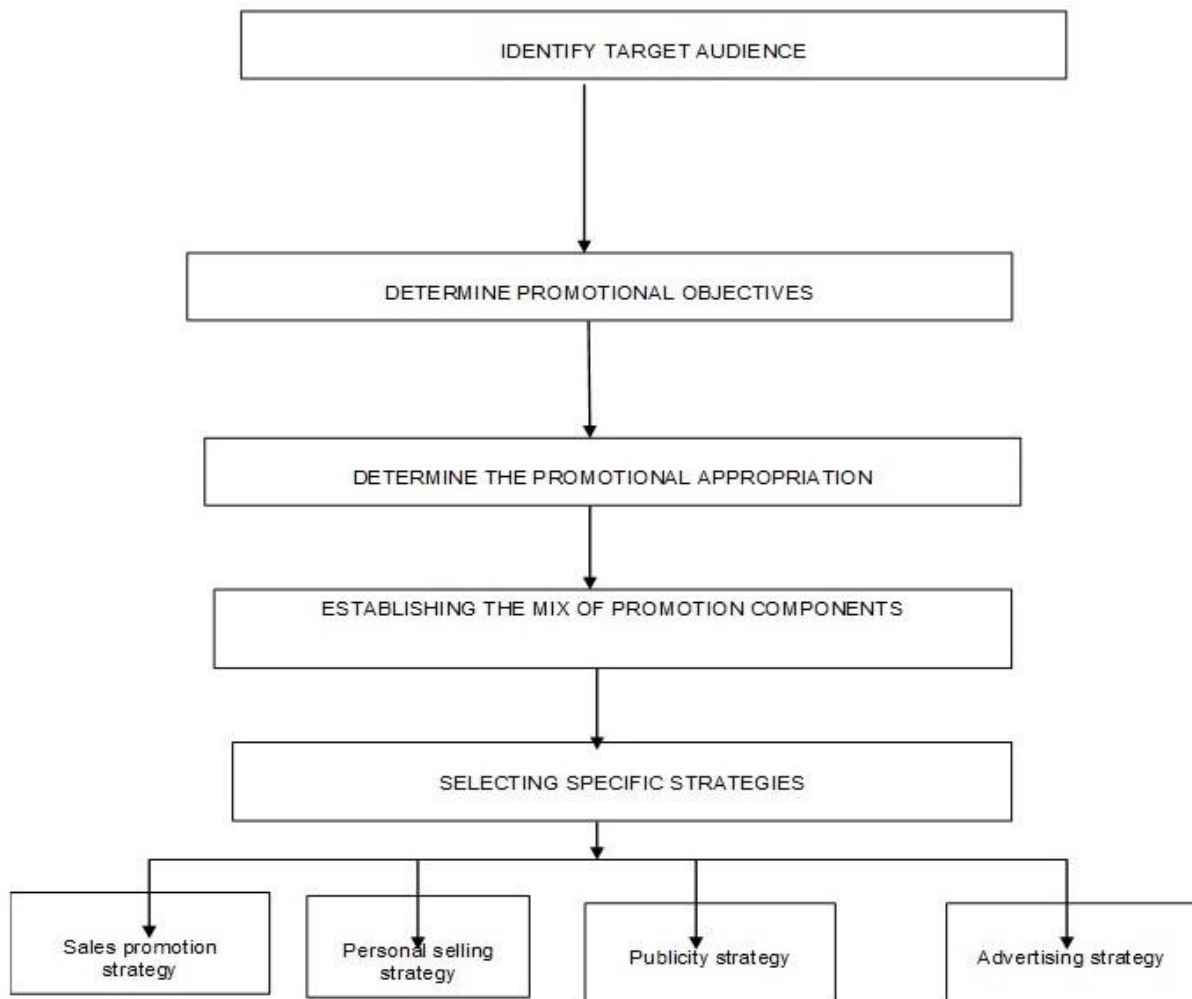 IDENTIFY TARGET AUDIENCE
DETERMINE PROMOTIONAL OBJECTIVES
DETERMINE THE PROMOTIONAL APPROPRIATION
ESTABLISHING THE MIX OF PROMOTION COMPONENTS
SELECTING SPECIFIC STRATEGIES
Sales promotion
strategy
Personal selling
strategy
Publicity strategy
Advertising strategy